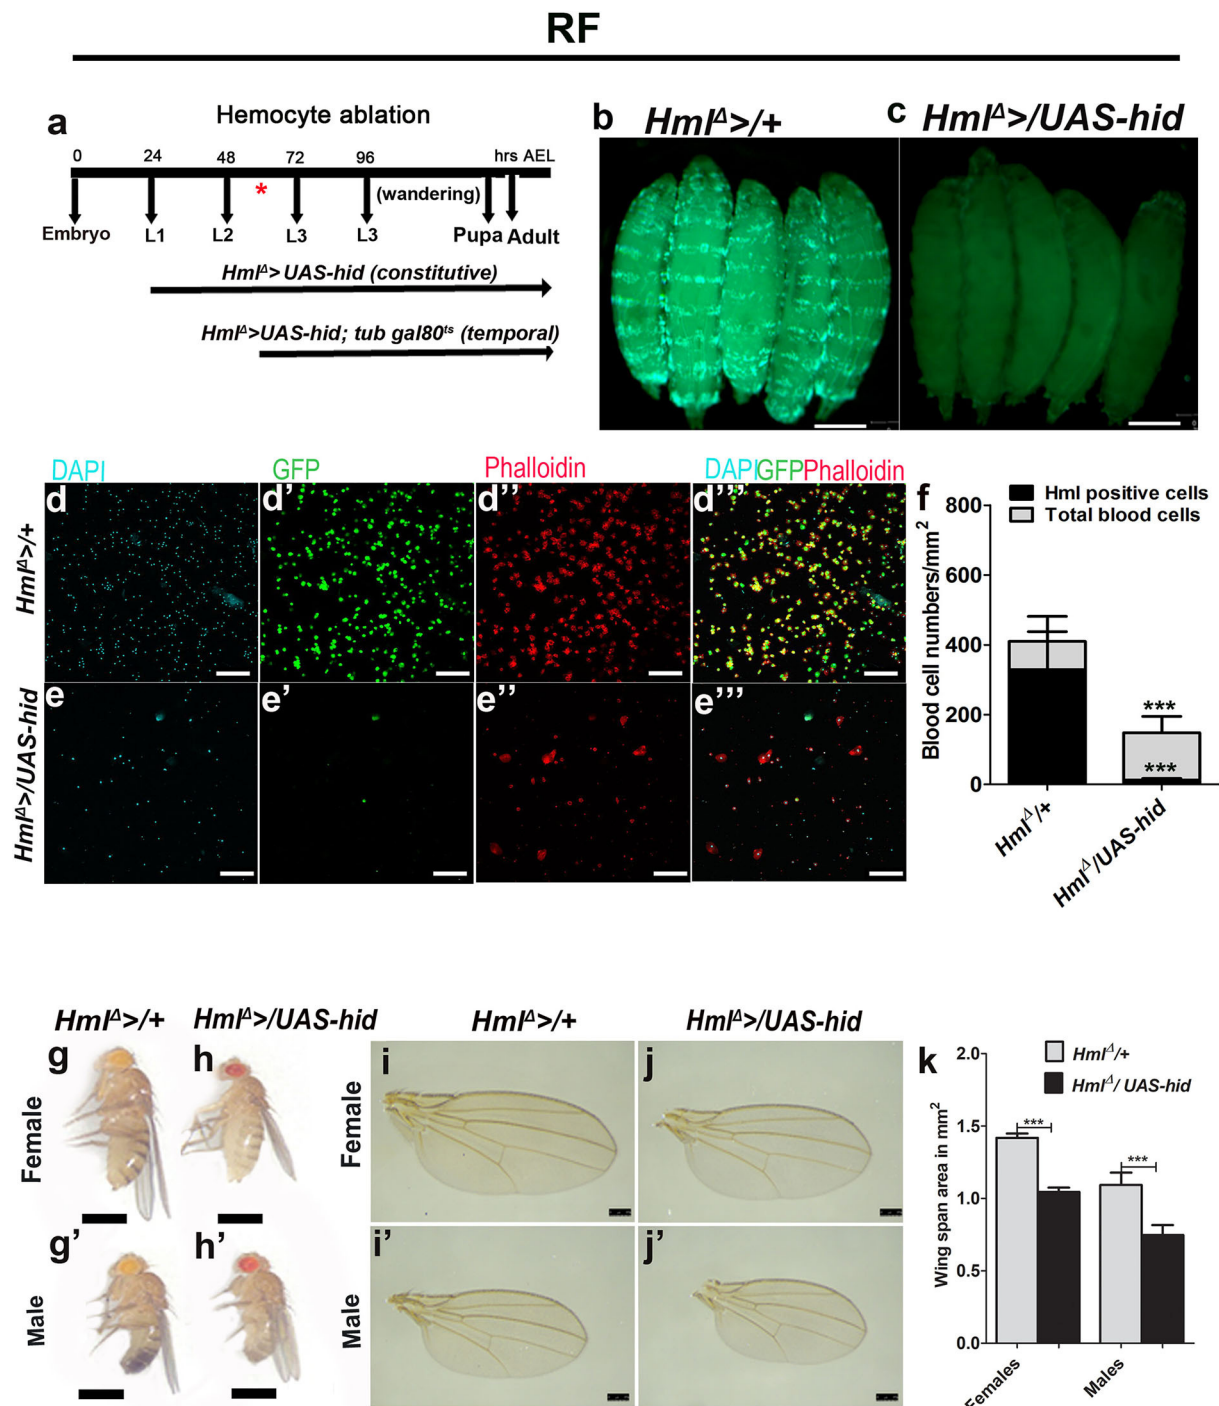 RF
a
Hemocyte ablation
0 24 48 72 96 hrs AEL
*
(wandering)
Embryo L1 L2 L3 L3 Pupa Adult
Hml^Δ>UAS-hid (constitutive)
Hml^Δ>UAS-hid; tub gal80^ts (temporal)
b Hml^Δ>/+
c Hml^Δ>/UAS-hid
DAPI GFP Phalloidin DAPIGFPPhalloidin
Hml^Δ>/+
d d' d'' d'''
Hml^Δ>/UAS-hid
e e' e'' e'''
f
Hml positive cells
Total blood cells
Blood cell numbers/mm²
800
600
400
200
0
***
***
Hml^Δ/+
Hml^Δ/UAS-hid
Hml^Δ>/+ Hml^Δ>/UAS-hid Hml^Δ>/+ Hml^Δ>/UAS-hid
Female
g h
Female
i j
Male
g' h'
Male
i' j'
k
Hml^Δ/+
Hml^Δ/ UAS-hid
Wing span area in mm²
2.0
1.5
1.0
0.5
0.0
***
***
Females
Males